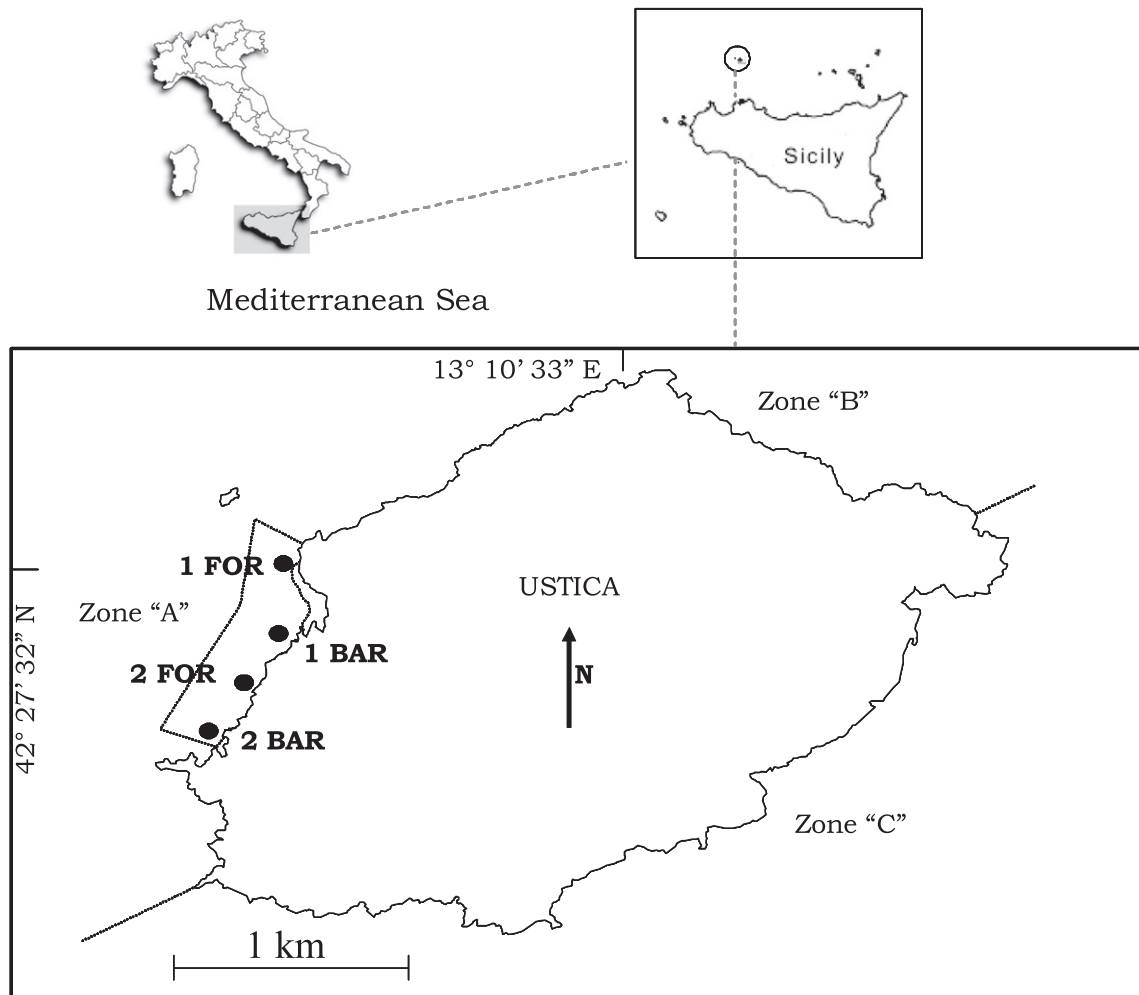 Sicily
Mediterranean Sea
13° 10’ 33” E
Zone “B”
1 FOR
USTICA
Zone “A”
1 BAR
2 FOR
N
42° 27’ 32” N
2 BAR
Zone “C”
1 km